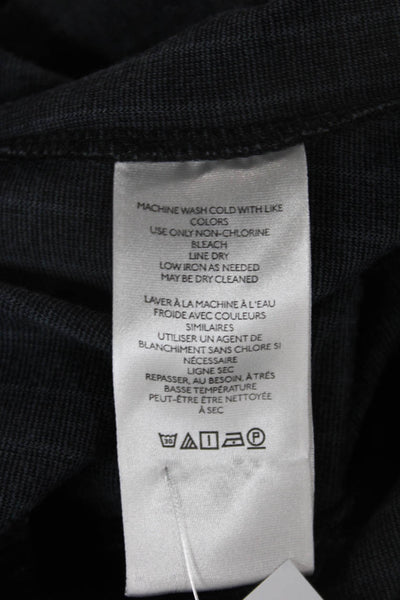 MACHINE WASH COLD WITH LIKE
COLORS
USE ONLY NON-CHLORINE
BLEACH
LINE DRY
LOW IRON AS NEEDED
MAY BE DRY CLEANED
LAVER À LA MACHINE À L'EAU
FROIDE AVEC COULEURS
SIMILAIRES
UTILISER UN AGENT DE
BLANCHIMENT SANS CHLORE SI
NÉCESSAIRE
LIGNE SEC
REPASSER, AU BESOIN, À TRÈS
BASSE TEMPÉRATURE
PEUT-ÊTRE ÊTRE NETTOYÉE
À SEC
30 P